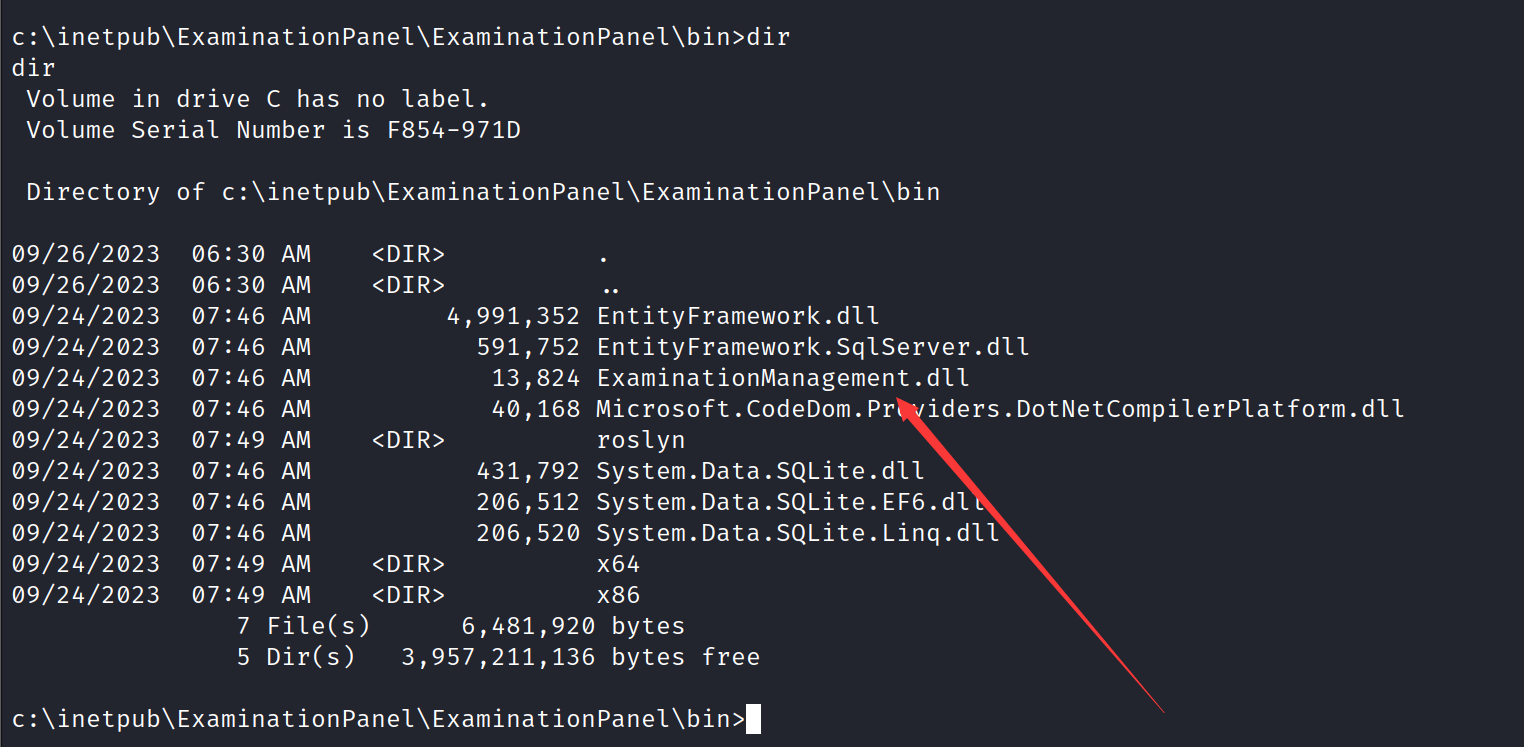 c:\inetpub\ExaminationPanel\ExaminationPanel\bin>dir
dir
 Volume in drive C has no label.
 Volume Serial Number is F854-971D

 Directory of c:\inetpub\ExaminationPanel\ExaminationPanel\bin

09/26/2023  06:30 AM    <DIR>          .
09/26/2023  06:30 AM    <DIR>          ..
09/24/2023  07:46 AM         4,991,352 EntityFramework.dll
09/24/2023  07:46 AM           591,752 EntityFramework.SqlServer.dll
09/24/2023  07:46 AM            13,824 ExaminationManagement.dll
09/24/2023  07:46 AM            40,168 Microsoft.CodeDom.Providers.DotNetCompilerPlatform.dll
09/24/2023  07:49 AM    <DIR>          roslyn
09/24/2023  07:46 AM           431,792 System.Data.SQLite.dll
09/24/2023  07:46 AM           206,512 System.Data.SQLite.EF6.dll
09/24/2023  07:46 AM           206,520 System.Data.SQLite.Linq.dll
09/24/2023  07:49 AM    <DIR>          x64
09/24/2023  07:49 AM    <DIR>          x86
               7 File(s)      6,481,920 bytes
               5 Dir(s)   3,957,211,136 bytes free

c:\inetpub\ExaminationPanel\ExaminationPanel\bin>